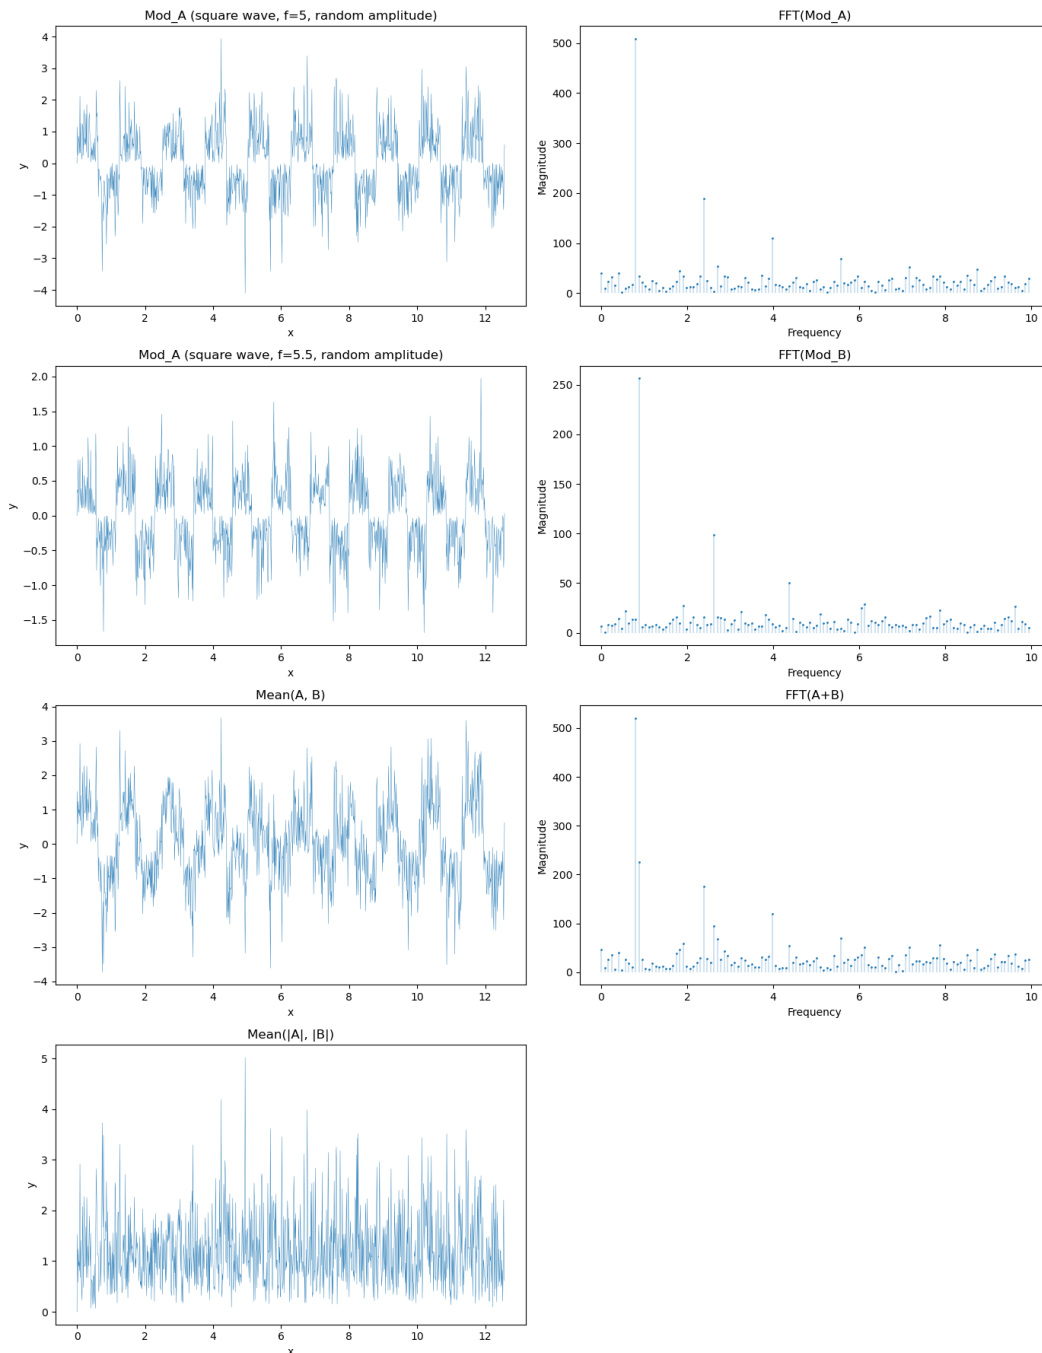 Mod_A (square wave, f=5, random amplitude)
4
3
2
1
0
−1
−2
−3
−4
y
0 2 4 6 8 10 12
x
FFT(Mod_A)
500
400
300
200
100
0
Magnitude
0 2 4 6 8 10
Frequency
Mod_A (square wave, f=5.5, random amplitude)
2.0
1.5
1.0
0.5
0.0
−0.5
−1.0
−1.5
y
0 2 4 6 8 10 12
x
FFT(Mod_B)
250
200
150
100
50
0
Magnitude
0 2 4 6 8 10
Frequency
Mean(A, B)
4
3
2
1
0
−1
−2
−3
−4
y
0 2 4 6 8 10 12
x
FFT(A+B)
500
400
300
200
100
0
Magnitude
0 2 4 6 8 10
Frequency
Mean(|A|, |B|)
5
4
3
2
1
0
y
0 2 4 6 8 10 12
x